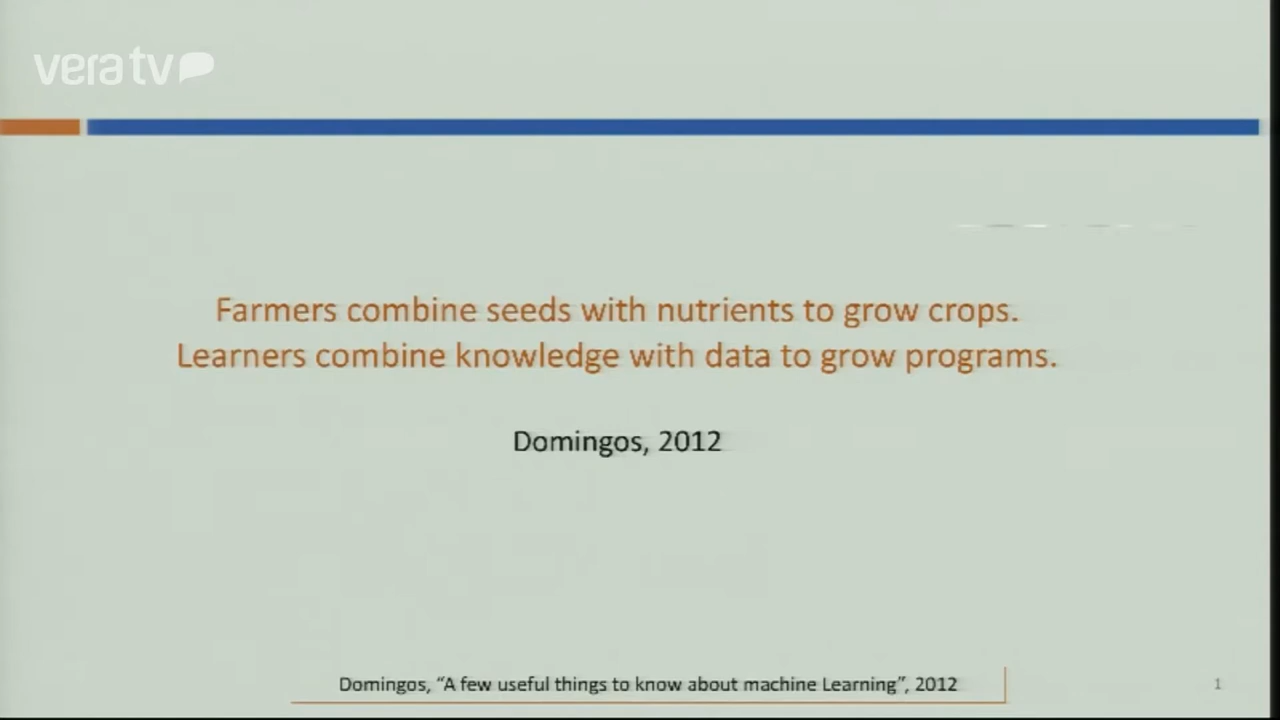 vera tv
Farmers combine seeds with nutrients to grow crops.
Learners combine knowledge with data to grow programs.
Domingos, 2012
Domingos, “A few useful things to know about machine Learning”, 2012
1